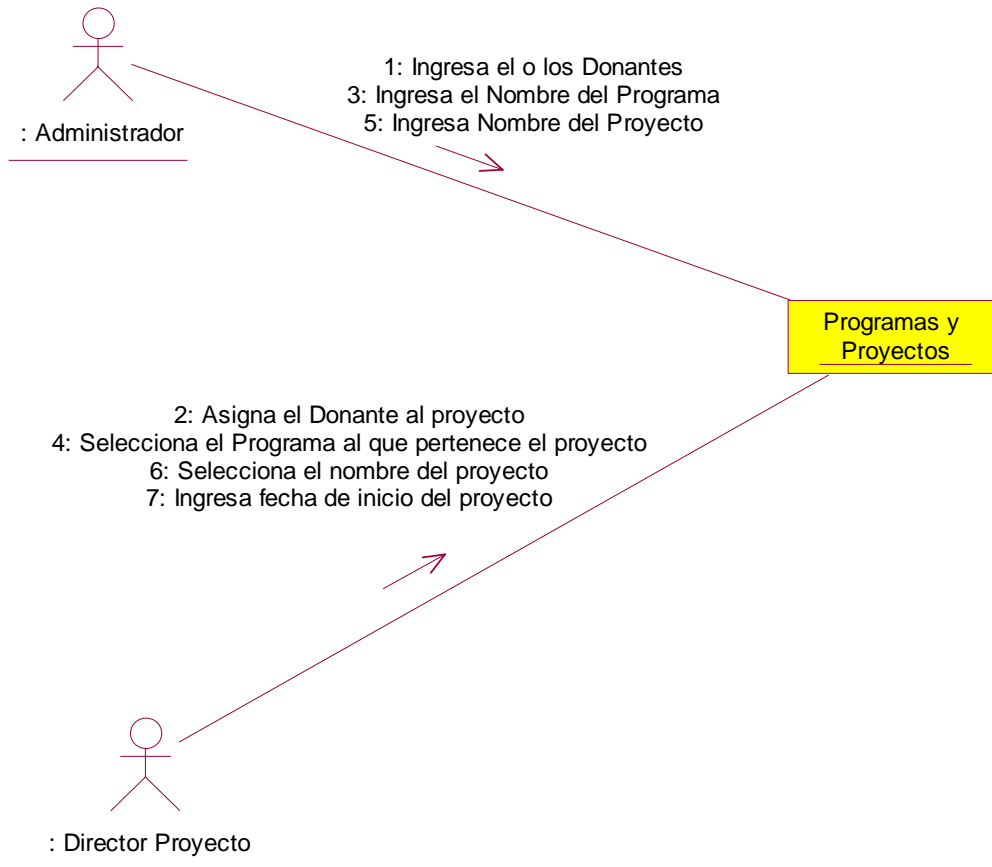 1: Ingresa el o los Donantes
3: Ingresa el Nombre del Programa
5: Ingresa Nombre del Proyecto
: Administrador
Programas y
Proyectos
2: Asigna el Donante al proyecto
4: Selecciona el Programa al que pertenece el proyecto
6: Selecciona el nombre del proyecto
7: Ingresa fecha de inicio del proyecto
: Director Proyecto